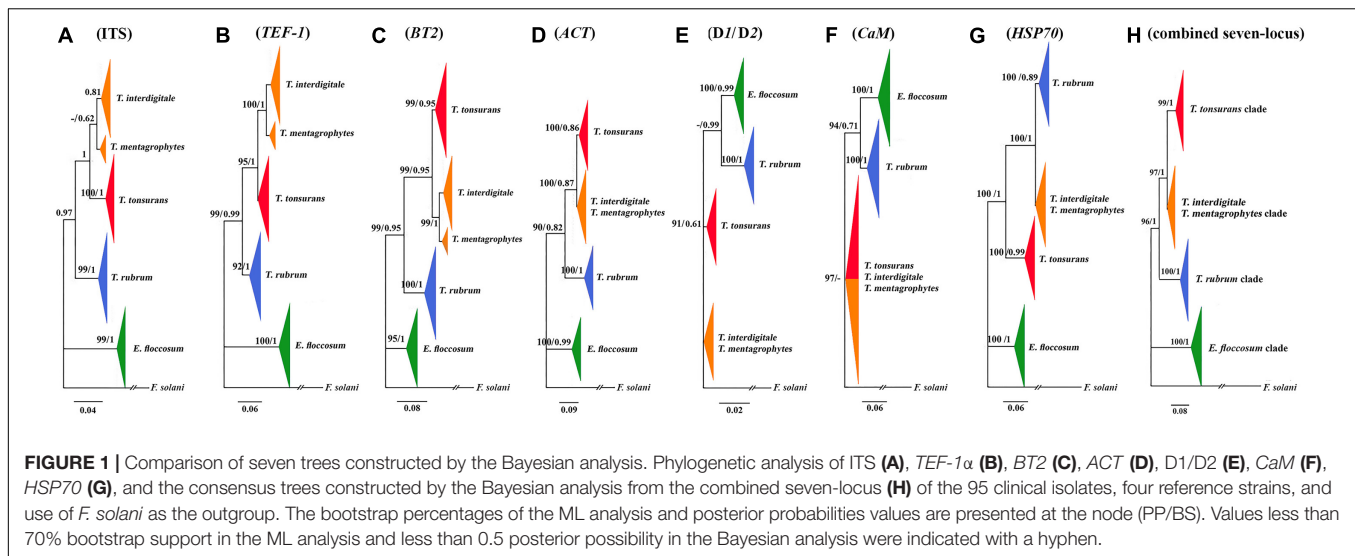 A (ITS)
0.81
T. interdigitale
-/0.62
T. mentagrophytes
1
100/1
T. tonsurans
0.97
99/1
T. rubrum
99/1
E. floccosum
F. solani
0.04
B (TEF-1)
T. interdigitale
100/1
T. mentagrophytes
95/1
T. tonsurans
99/0.99
92/1
T. rubrum
100/1
E. floccosum
F. solani
0.06
C (BT2)
99/0.95
T. tonsurans
99/0.95
T. interdigitale
99/1
T. mentagrophytes
99/0.95
100/1
T. rubrum
95/1
E. floccosum
F. solani
0.08
D (ACT)
100/0.86
T. tonsurans
100/0.87
T. interdigitale
T. mentagrophytes
90/0.82
100/1
T. rubrum
100/0.99
E. floccosum
F. solani
0.09
E (D1/D2)
100/0.99
E. floccosum
-/0.99
100/1
T. rubrum
91/0.61
T. tonsurans
T. interdigitale
T. mentagrophytes
F. solani
0.02
F (CaM)
100/1
E. floccosum
94/0.71
100/1
T. rubrum
97/-
T. tonsurans
T. interdigitale
T. mentagrophytes
F. solani
0.06
G (HSP70)
100 /0.89
T. rubrum
100/1
100 /1
T. interdigitale
T. mentagrophytes
100 /0.99
T. tonsurans
100 /1
E. floccosum
F. solani
0.06
H (combined seven-locus)
99/1
T. tonsurans clade
97/1
T. interdigitale
T. mentagrophytes clade
96/1
100/1
T. rubrum clade
100/1
E. floccosum clade
F. solani
0.08
FIGURE 1 | Comparison of seven trees constructed by the Bayesian analysis. Phylogenetic analysis of ITS (A), TEF-1α (B), BT2 (C), ACT (D), D1/D2 (E), CaM (F),
HSP70 (G), and the consensus trees constructed by the Bayesian analysis from the combined seven-locus (H) of the 95 clinical isolates, four reference strains, and
use of F. solani as the outgroup. The bootstrap percentages of the ML analysis and posterior probabilities values are presented at the node (PP/BS). Values less than
70% bootstrap support in the ML analysis and less than 0.5 posterior possibility in the Bayesian analysis were indicated with a hyphen.